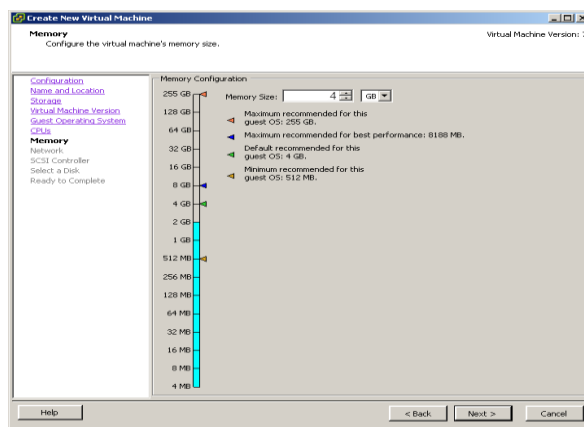 Create New Virtual Machine
Memory
Configure the virtual machine's memory size.
Virtual Machine Version:
Configuration
Name and Location
Storage
Virtual Machine Version
Guest Operating System
CPUs
Memory
Network
SCSI Controller
Select a Disk
Ready to Complete
Memory Configuration
Memory Size: 4 GB
255 GB
128 GB
64 GB
32 GB
16 GB
8 GB
4 GB
2 GB
1 GB
512 MB
256 MB
128 MB
64 MB
32 MB
16 MB
8 MB
4 MB
Maximum recommended for this
guest OS: 255 GB.
Maximum recommended for best performance: 8188 MB.
Default recommended for this
guest OS: 4 GB.
Minimum recommended for this
guest OS: 512 MB.
Help
< Back
Next >
Cancel